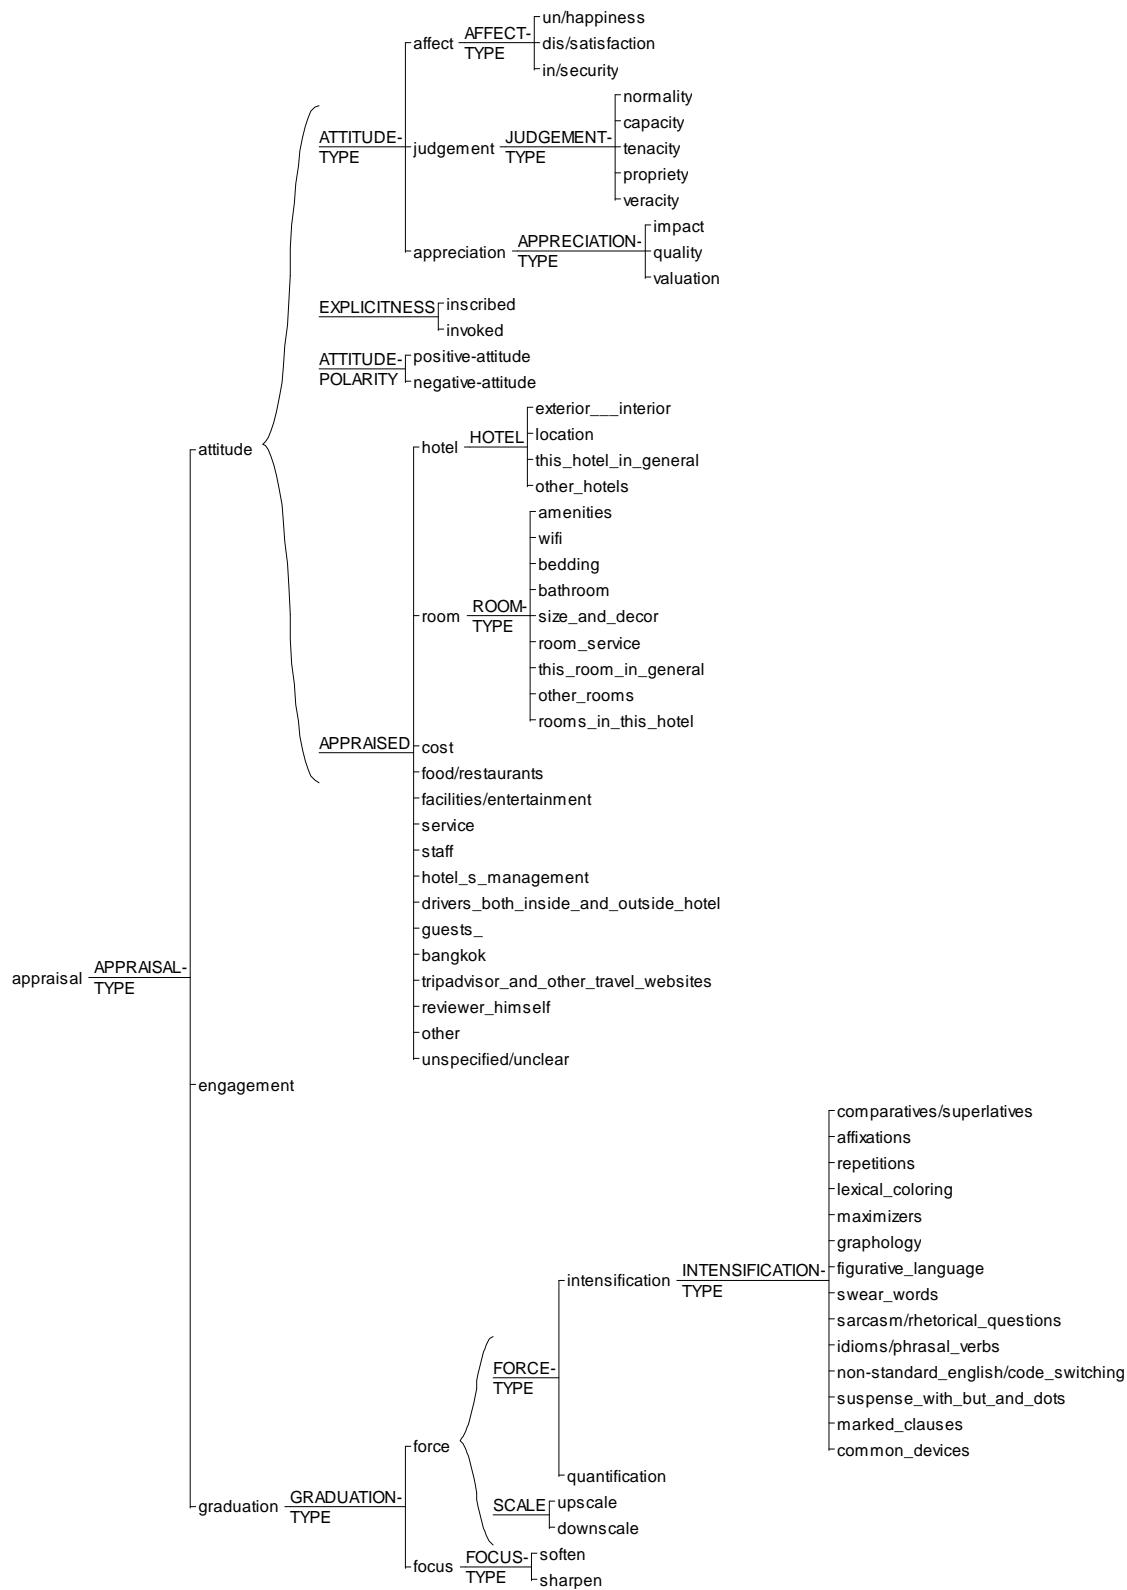 un/happiness
affect AFFECT-TYPE dis/satisfaction
in/security
normality
capacity
ATTITUDE-TYPE judgement JUDGEMENT-TYPE tenacity
propriety
veracity
impact
appreciation APPRECIATION-TYPE quality
valuation
EXPLICITNESS inscribed
invoked
ATTITUDE-POLARITY positive-attitude
negative-attitude
exterior___interior
attitude hotel HOTEL location
this_hotel_in_general
other_hotels
amenities
wifi
bedding
bathroom
room ROOM-TYPE size_and_decor
room_service
this_room_in_general
other_rooms
rooms_in_this_hotel
APPRAISED cost
food/restaurants
facilities/entertainment
service
staff
hotel_s_management
drivers_both_inside_and_outside_hotel
guests_
bangkok
appraisal APPRAISAL-TYPE tripadvisor_and_other_travel_websites
reviewer_himself
other
unspecified/unclear
engagement
comparatives/superlatives
affixations
repetitions
lexical_coloring
maximizers
graphology
intensification INTENSIFICATION-TYPE figurative_language
swear_words
sarcasm/rhetorical_questions
idioms/phrasal_verbs
FORCE-TYPE non-standard_english/code_switching
suspense_with_but_and_dots
marked_clauses
force common_devices
quantification
graduation GRADUATION-TYPE SCALE upscale
downscale
focus FOCUS-TYPE soften
sharpen